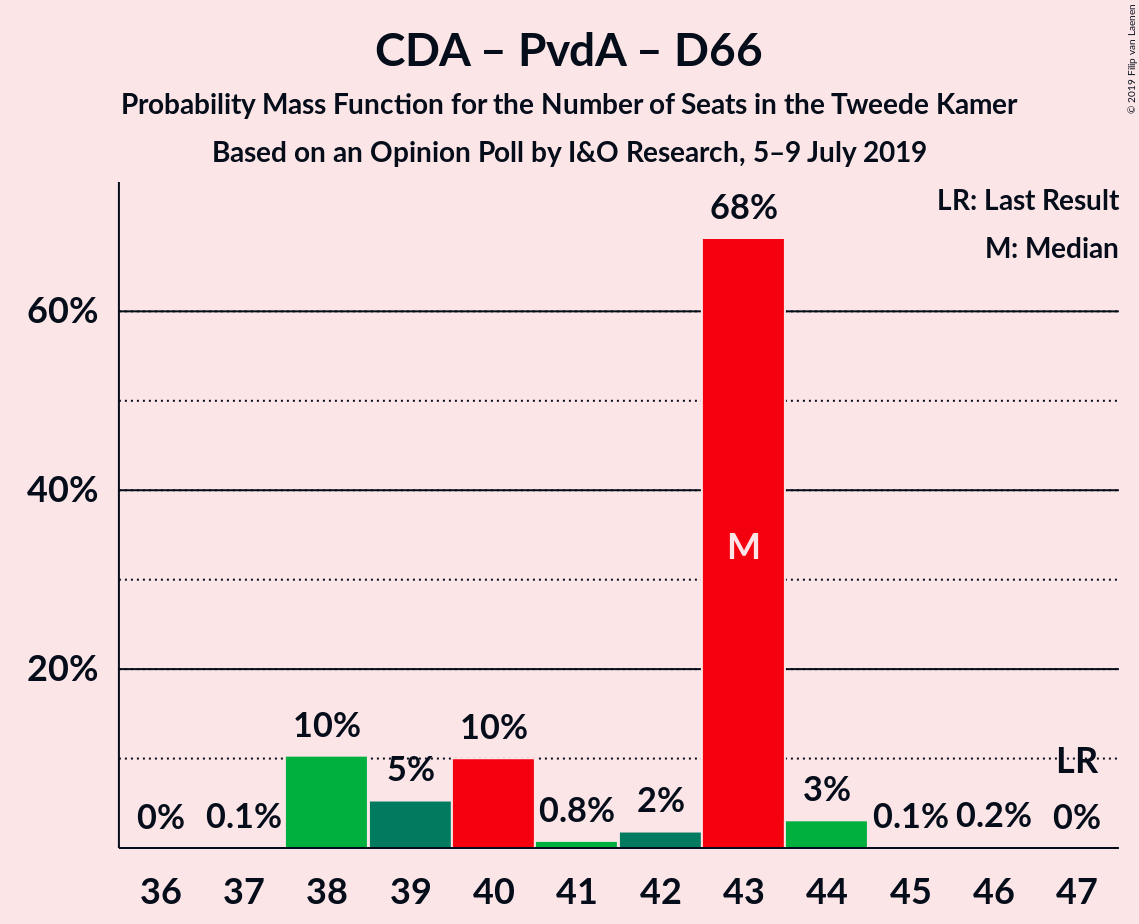 CDA – PvdA – D66
Probability Mass Function for the Number of Seats in the Tweede Kamer
Based on an Opinion Poll by I&O Research, 5–9 July 2019
© 2019 Filip van Laenen
LR: Last Result
M: Median
60%
40%
20%
0%
0.1%
10%
5%
10%
0.8%
2%
68%
M
3%
0.1%
0.2%
LR
0%
36 37 38 39 40 41 42 43 44 45 46 47